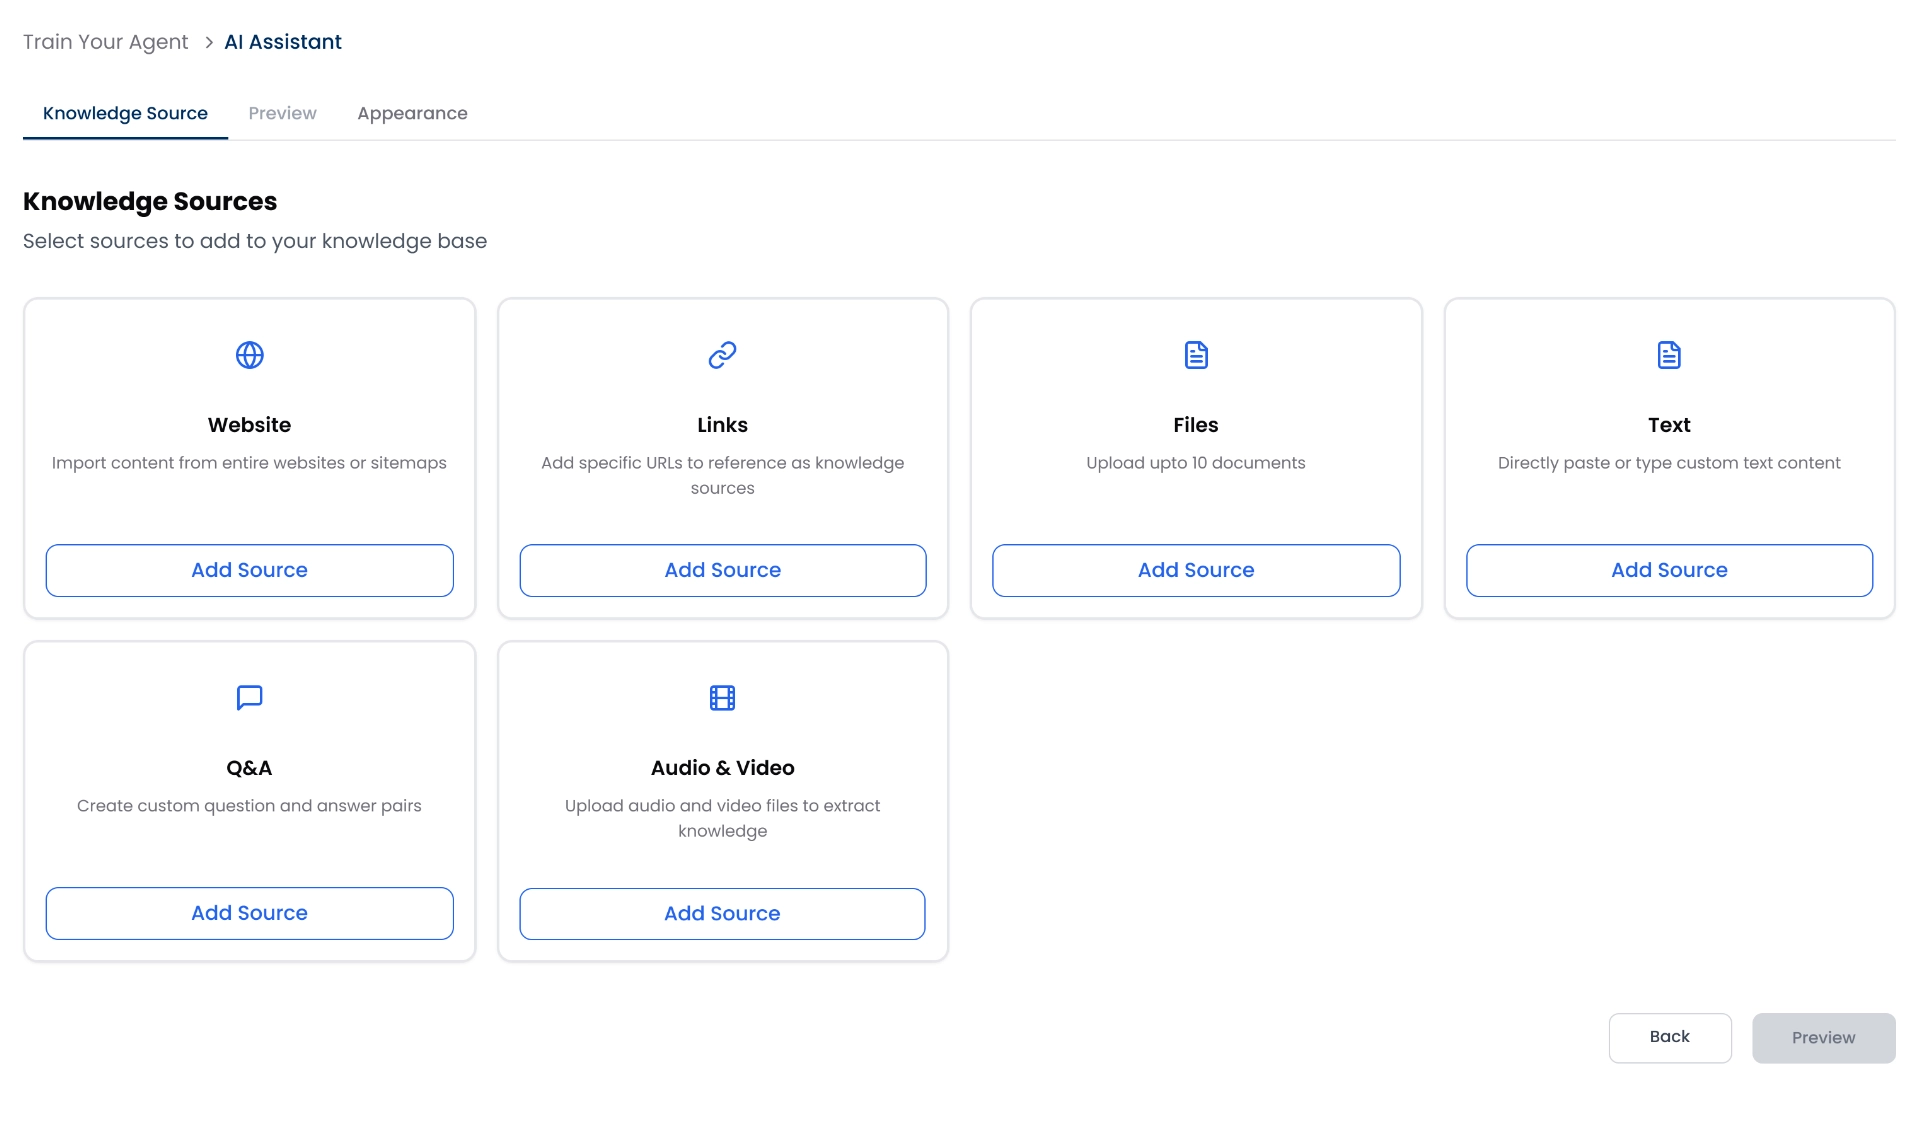 Train Your Agent > AI Assistant
Knowledge Source Preview Appearance
Knowledge Sources
Select sources to add to your knowledge base
Website
Import content from entire websites or sitemaps
Add Source
Links
Add specific URLs to reference as knowledge
sources
Add Source
Files
Upload upto 10 documents
Add Source
Text
Directly paste or type custom text content
Add Source
Q&A
Create custom question and answer pairs
Add Source
Audio & Video
Upload audio and video files to extract
knowledge
Add Source
Back
Preview